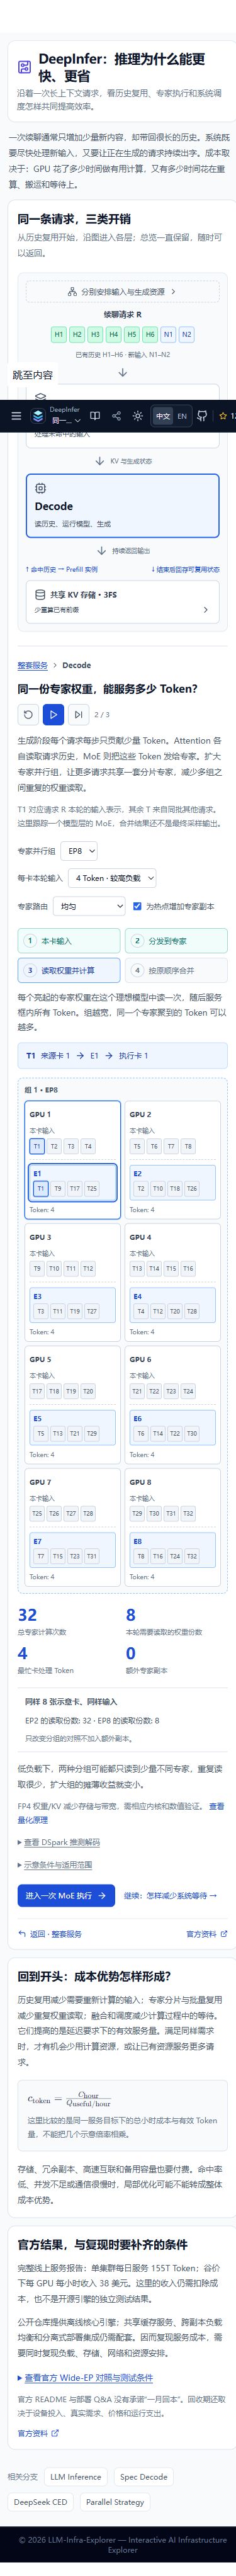 DeepInfer：推理为什么能更
快、更省
沿着一次长上下文请求，看历史复用、专家执行和系统调
度怎样共同提高效率。
一次续聊通常只增加少量新内容，却带回很长的历史。系统既
要尽快处理新输入，又要让正在生成的请求持续出字。成本取
决于：GPU 花了多少时间做有用计算，又有多少时间花在重
算、搬运和等待上。
同一条请求，三类开销
从历史复用开始，沿图进入各层；总览一直保留，随时可
以返回。
分别安排输入与生成资源
续聊请求 R
H1 H2 H3 H4 H5 H6 N1 N2
已有历史 H1–H6 · 新输入 N1–N2
跳至内容
DeepInfer
同一...
中文 EN
处理未命中的输入
KV 与生成状态
Decode
读历史、运行模型、生成
持续返回输出
↑ 命中历史 → Prefill 实例
↓ 结束后回存可复用状态
共享 KV 存储 · 3FS
少重算已有前缀
整套服务 Decode
同一份专家权重，能服务多少 Token？
2 / 3
生成阶段每个请求每步只贡献少量 Token。Attention 各
自读取请求历史，MoE 则把这些 Token 发给专家。扩大
专家并行组，让更多请求共享一套分片专家，减少多组之
间重复的权重读取。
T1 对应请求 R 本轮的输入表示，其余 T 来自同批其他请求。
这里跟踪一个模型层的 MoE，合并结果还不是最终采样输出。
专家并行组 EP8
每卡本轮输入 4 Token · 较高负载
专家路由 均匀 为热点增加专家副本
1 本卡输入
2 分发到专家
3 读取权重并计算
4 按原顺序合并
每个亮起的专家权重在这个理想模型中读一次，随后服务
框内所有 Token。组越宽，同一个专家聚到的 Token 可以
越多。
T1 来源卡 1 → E1 → 执行卡 1
组 1 • EP8
GPU 1
本卡输入
T1 T2 T3 T4
E1
T1 T9 T17 T25
Token: 4
GPU 2
本卡输入
T5 T6 T7 T8
E2
T2 T10 T18 T26
Token: 4
GPU 3
本卡输入
T9 T10 T11 T12
E3
T3 T11 T19 T27
Token: 4
GPU 4
本卡输入
T13 T14 T15 T16
E4
T4 T12 T20 T28
Token: 4
GPU 5
本卡输入
T17 T18 T19 T20
E5
T5 T13 T21 T29
Token: 4
GPU 6
本卡输入
T21 T22 T23 T24
E6
T6 T14 T22 T30
Token: 4
GPU 7
本卡输入
T25 T26 T27 T28
E7
T7 T15 T23 T31
Token: 4
GPU 8
本卡输入
T29 T30 T31 T32
E8
T8 T16 T24 T32
Token: 4
32
总专家计算次数
8
本轮需要读取的权重份数
4
最忙卡处理 Token
0
额外专家副本
同样 8 张示意卡、同样输入
EP2 的读取份数: 32 · EP8 的读取份数: 8
只改变分组的对照不加入额外副本。
低负载下，两种分组可能都只读到少量不同专家，重复读
取很少，扩大组的摊薄收益就变小。
FP4 权重/KV 减少存储与带宽，需相应内核和数值验证。 查看
量化原理
查看 DSpark 推测解码
示意条件与适用范围
进入一次 MoE 执行 →
继续：怎样减少系统等待 →
返回 · 整套服务
官方资料
回到开头：成本优势怎样形成？
历史复用减少需要重新计算的输入；专家分片与批量复用
减少重复权重读取；融合和调度减少计算过程中的等待。
它们提高的是延迟要求下的有效服务量。满足同样需求
时，才有机会少用计算资源，或让已有资源服务更多请
求。
c_token = C_hour / Q_useful/hour
这里比较的是同一服务目标下的总小时成本与有效 Token
量，不能把几个示意倍率相乘。
存储、冗余副本、高速互联和备用容量也要付费。命中率
低、并发不足或通信很慢时，局部优化可能不能转成整体
成本优势。
官方结果，与复现时要补齐的条件
完整线上服务报告：单集群每日服务 155T Token；谷价
下每 GPU 每小时收入 38 美元。这里的收入仍需扣除成
本，也不是开源引擎的独立测试结果。
公开仓库提供离线核心引擎；共享缓存服务、跨副本负载
均衡和分离式部署集成仍需配套。因而复现服务成本，需
要同时复现负载、存储、网络和资源安排。
查看官方 Wide-EP 对照与测试条件
官方 README 与部署 Q&A 没有承诺“一月回本”。回收期还取
决于设备投入、真实需求、价格和运行支出。
官方资料
相关分支 LLM Inference Spec Decode
DeepSeek CED Parallel Strategy
© 2026 LLM-Infra-Explorer — Interactive AI Infrastructure
Explorer